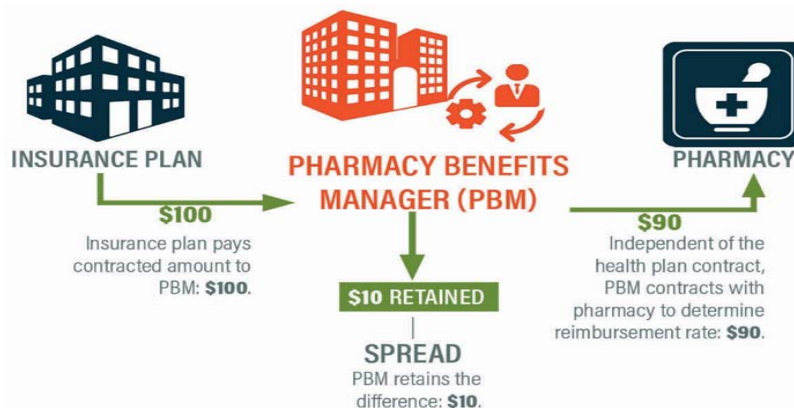 INSURANCE PLAN
$100
Insurance plan pays
contracted amount to
PBM: $100.
PHARMACY BENEFITS
MANAGER (PBM)
$10 RETAINED
SPREAD
PBM retains the
difference: $10.
PHARMACY
$90
Independent of the
health plan contract,
PBM contracts with
pharmacy to determine
reimbursement rate: $90.